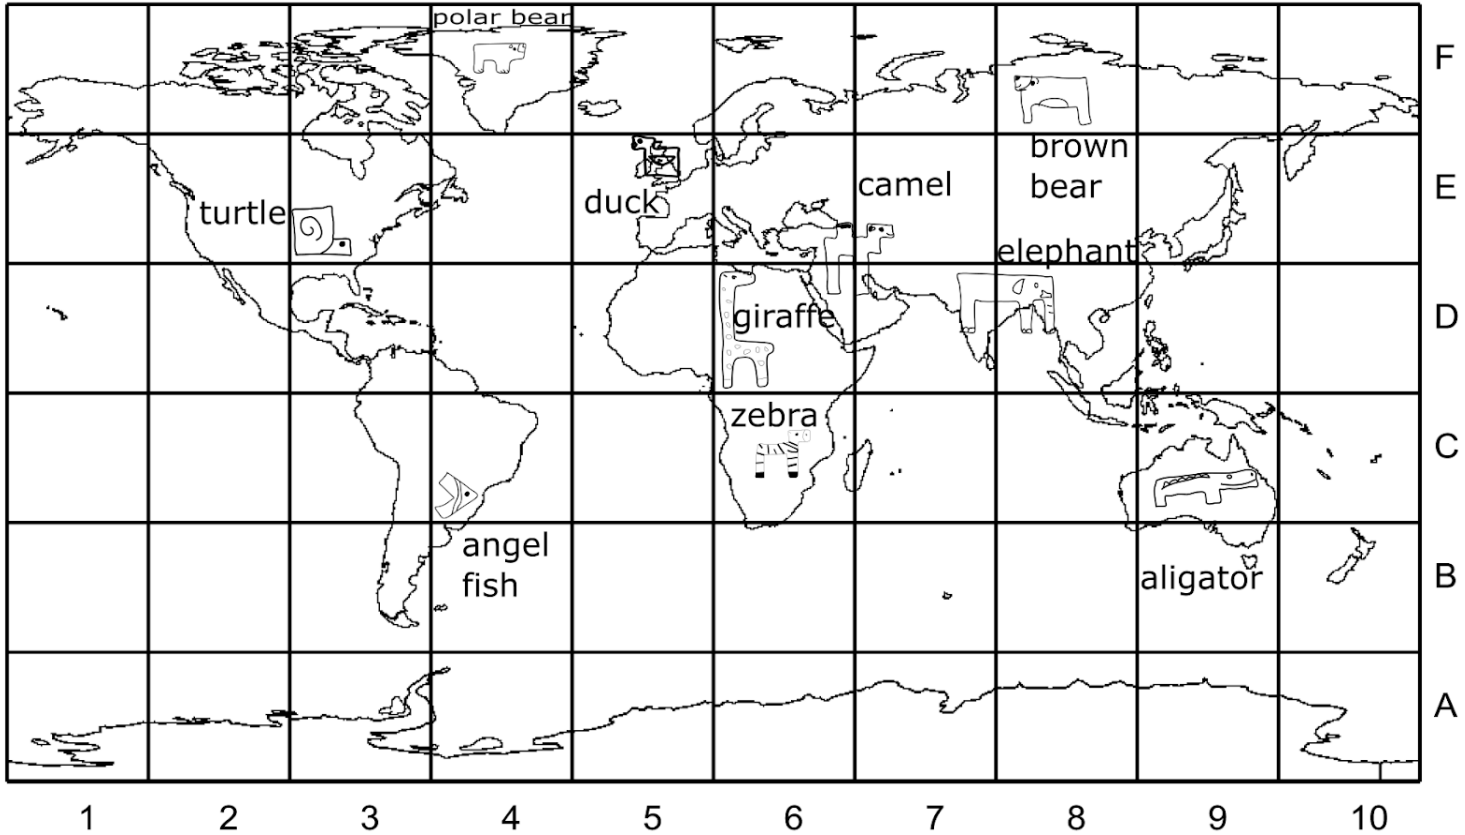 polar bear
F
brown
bear
camel
turtle
duck
E
elephant
giraffe
D
zebra
C
angel
fish
aligator
B
A
1 2 3 4 5 6 7 8 9 10